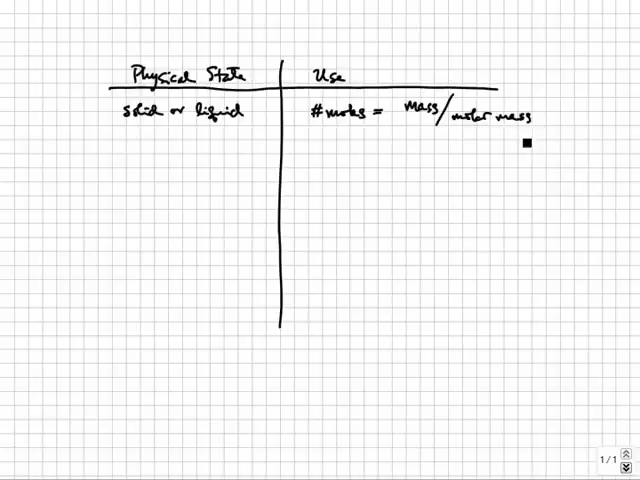 Physical State Use
solid or liquid #moles = mass/molar mass
1/1